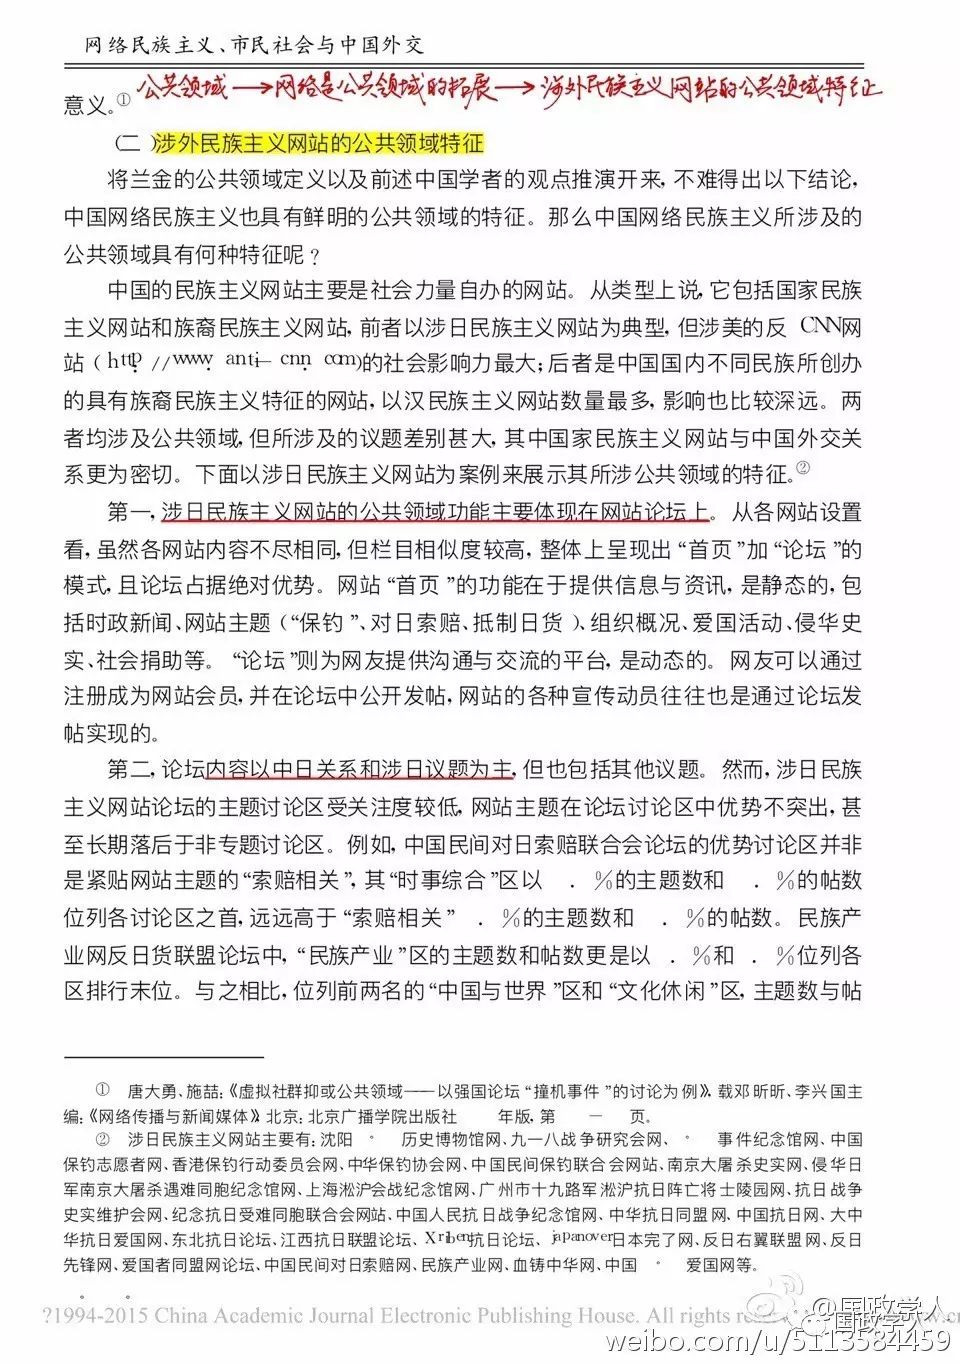 网络民族主义、市民社会与中国外交
公共领域→网络是公共领域的拓展→涉外民族主义网站的公共领域特征
意义。①
(二)涉外民族主义网站的公共领域特征
将兰金的公共领域定义以及前述中国学者的观点推演开来,不难得出以下结论,
中国网络民族主义也具有鲜明的公共领域的特征。那么中国网络民族主义所涉及的
公共领域具有何种特征呢?
中国的民族主义网站主要是社会力量自办的网站。从类型上说,它包括国家民族
主义网站和族裔民族主义网站,前者以涉日民族主义网站为典型,但涉美的反 CNN网
站(http://www.anti-cnn.com)的社会影响力最大;后者是中国国内不同民族所创办
的具有族裔民族主义特征的网站,以汉民族主义网站数量最多,影响也比较深远。两
者均涉及公共领域,但所涉及的议题差别甚大,其中国家民族主义网站与中国外交关
系更为密切。下面以涉日民族主义网站为案例来展示其所涉公共领域的特征。②
第一,涉日民族主义网站的公共领域功能主要体现在网站论坛上。从各网站设置
看,虽然各网站内容不尽相同,但栏目相似度较高,整体上呈现出“首页”加“论坛”的
模式,且论坛占据绝对优势。网站“首页”的功能在于提供信息与资讯,是静态的,包
括时政新闻、网站主题(“保钓”、对日索赔、抵制日货)、组织概况、爱国活动、侵华史
实、社会捐助等。“论坛”则为网友提供沟通与交流的平台,是动态的。网友可以通过
注册成为网站会员,并在论坛中公开发帖,网站的各种宣传动员往往也是通过论坛发
帖实现的。
第二,论坛内容以中日关系和涉日议题为主,但也包括其他议题。然而,涉日民族
主义网站论坛的主题讨论区受关注度较低,网站主题在论坛讨论区中优势不突出,甚
至长期落后于非专题讨论区。例如,中国民间对日索赔联合会论坛的优势讨论区并非
是紧贴网站主题的“索赔相关”,其“时事综合”区以 . %的主题数和 . %的帖数
位列各讨论区之首,远远高于“索赔相关” . %的主题数和 . %的帖数。民族产
业网反日货联盟论坛中,“民族产业”区的主题数和帖数更是以 . %和 . %位列各
区排行末位。与之相比,位列前两名的“中国与世界”区和“文化休闲”区,主题数与帖
① 唐大勇、施喆:《虚拟社群抑或公共领域——以强国论坛“撞机事件”的讨论为例》,载邓昕昕、李兴国主
编:《网络传播与新闻媒体》,北京:北京广播学院出版社 年版,第 — 页。
② 涉日民族主义网站主要有:沈阳 。 历史博物馆网、九一八战争研究会网、 。 事件纪念馆网、中国
保钓志愿者网、香港保钓行动委员会网、中华保钓协会网、中国民间保钓联合会网站、南京大屠杀史实网、侵华日
军南京大屠杀遇难同胞纪念馆网、上海淞沪会战纪念馆网、广州市十九路军淞沪抗日阵亡将士陵园网、抗日战争
史实维护会网、纪念抗日受难同胞联合会网站、中国人民抗日战争纪念馆网、中华抗日同盟网、中国抗日网、大中
华抗日爱国网、东北抗日论坛、江西抗日联盟论坛、Xriben抗日论坛、japanover日本完了网、反日右翼联盟网、反日
先锋网、爱国者同盟网论坛、中国民间对日索赔网、民族产业网、血铸中华网、中国 。 爱国网等。
。 。
?1994-2015 China Academic Journal Electronic Publishing House. All rights
@国政学人
国政学人
weibo.com/u/5113584459